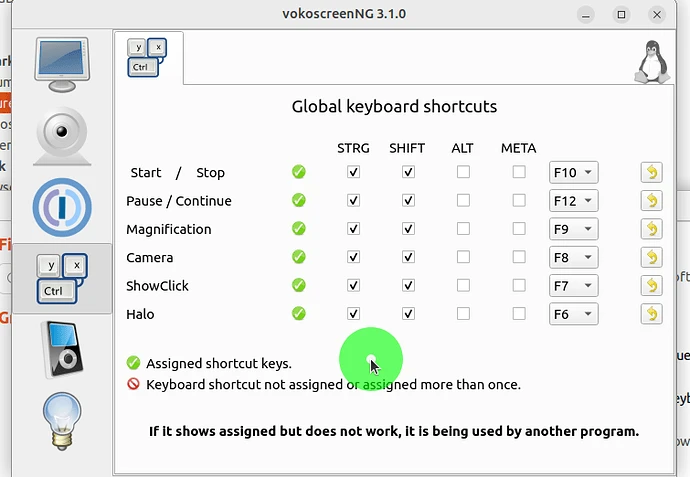 vokoscreenNG 3.1.0
y x
Ctrl
Global keyboard shortcuts
STRG SHIFT ALT META
Start / Stop F10
Pause / Continue F12
Magnification F9
Camera F8
y x
Ctrl
ShowClick F7
Halo F6
Assigned shortcut keys.
Keyboard shortcut not assigned or assigned more than once.
If it shows assigned but does not work, it is being used by another program.